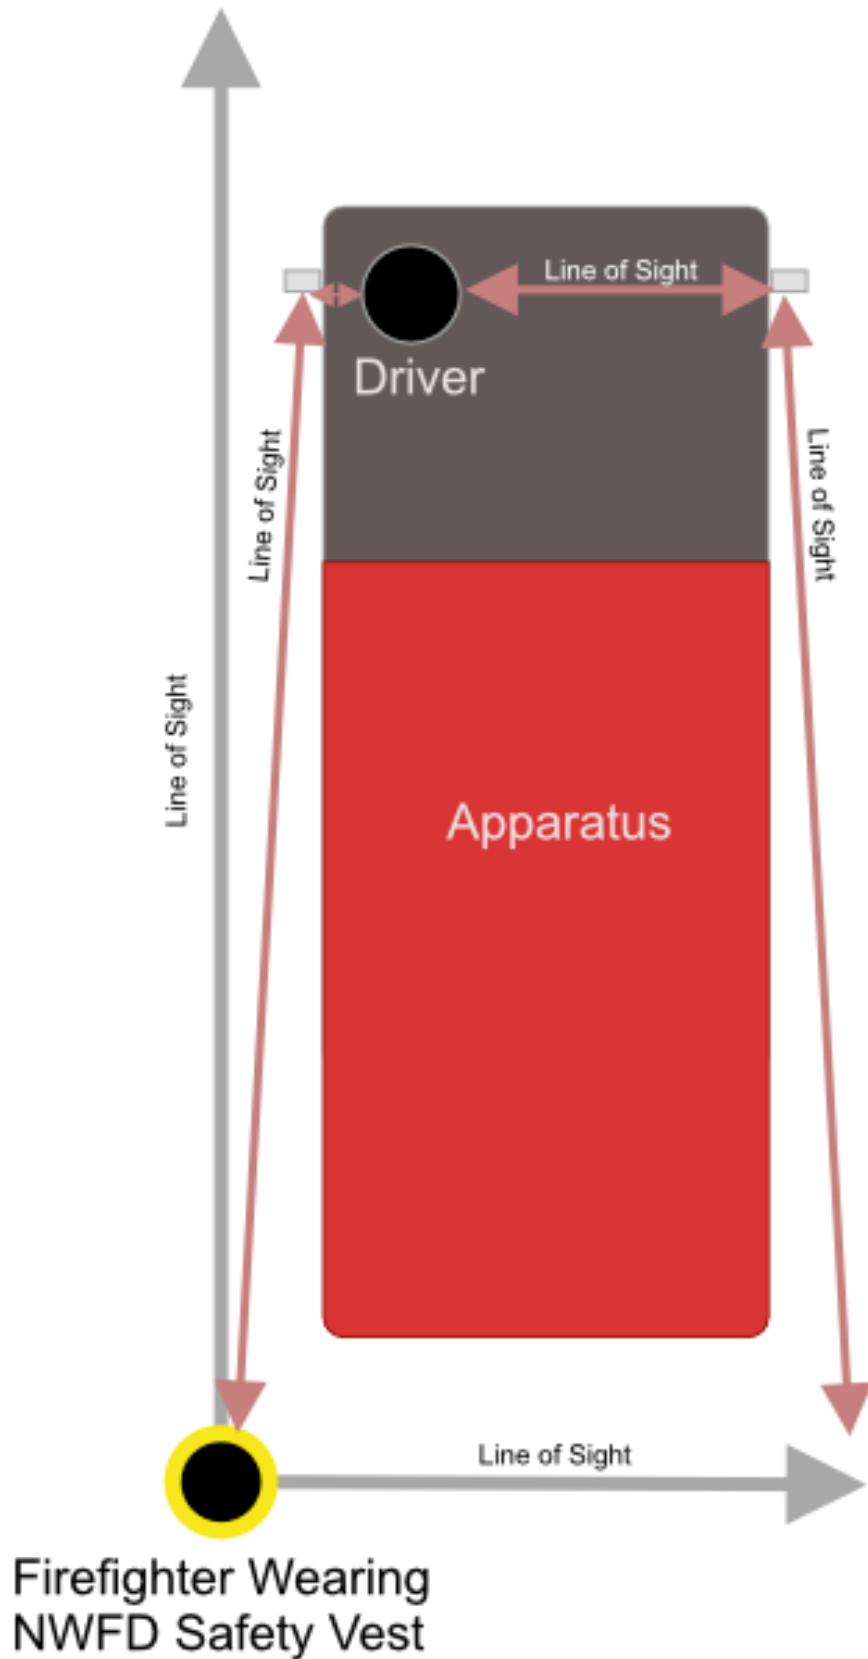 Line of Sight
Driver
Line of Sight
Line of Sight
Line of Sight
Apparatus
Line of Sight
Firefighter Wearing
NWFD Safety Vest